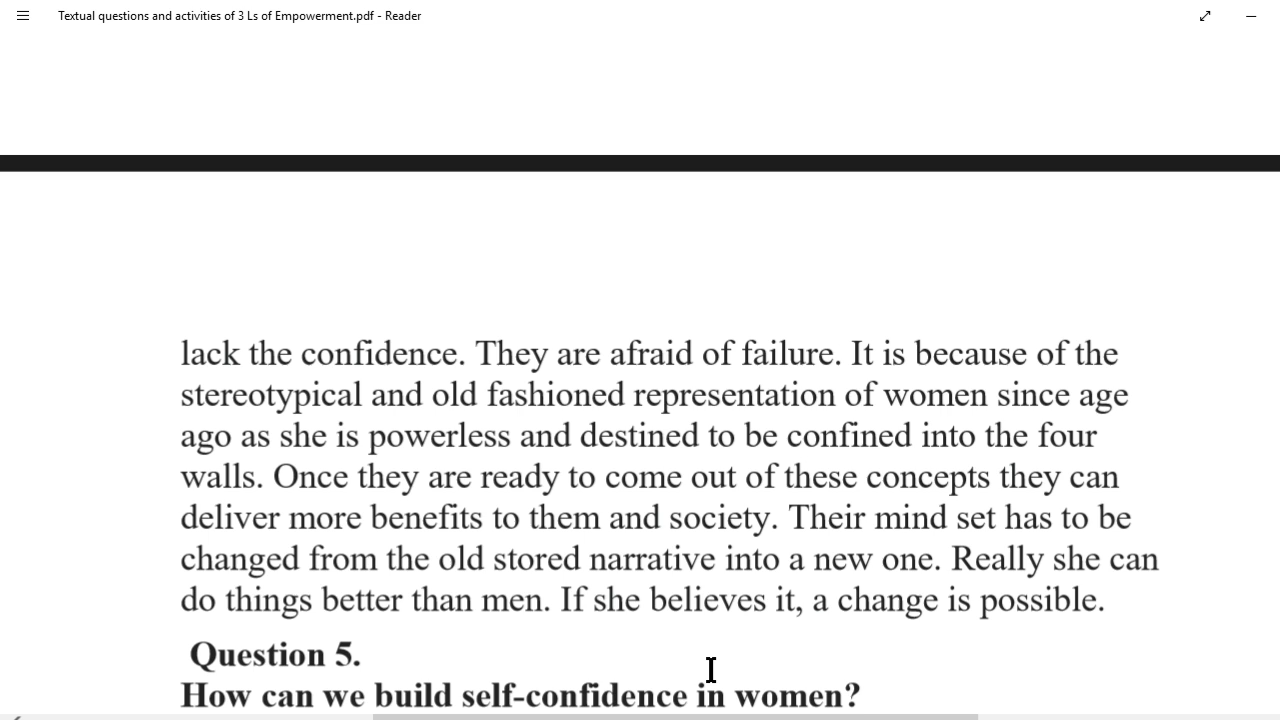 Textual questions and activities of 3 Ls of Empowerment.pdf - Reader
lack the confidence. They are afraid of failure. It is because of the
stereotypical and old fashioned representation of women since age
ago as she is powerless and destined to be confined into the four
walls. Once they are ready to come out of these concepts they can
deliver more benefits to them and society. Their mind set has to be
changed from the old stored narrative into a new one. Really she can
do things better than men. If she believes it, a change is possible.
Question 5.
How can we build self-confidence in women?